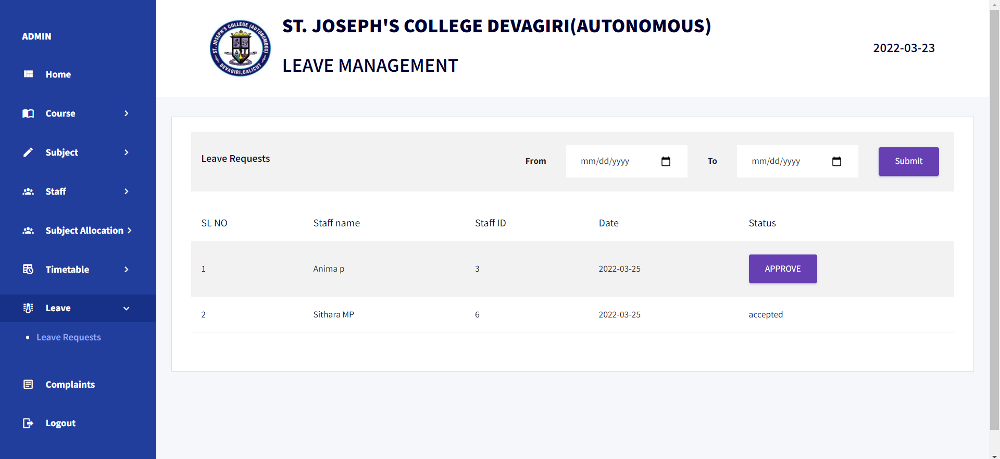 ADMIN
Home
Course
Subject
Staff
Subject Allocation
Timetable
Leave
Leave Requests
Complaints
Logout
ST. JOSEPH'S COLLEGE (AUTONOMOUS)
DEVAGIRI, CALICUT
ST. JOSEPH'S COLLEGE DEVAGIRI(AUTONOMOUS)
LEAVE MANAGEMENT
2022-03-23
Leave Requests From mm/dd/yyyy To mm/dd/yyyy Submit
SL NO Staff name Staff ID Date Status
1 Anima p 3 2022-03-25 APPROVE
2 Sithara MP 6 2022-03-25 accepted